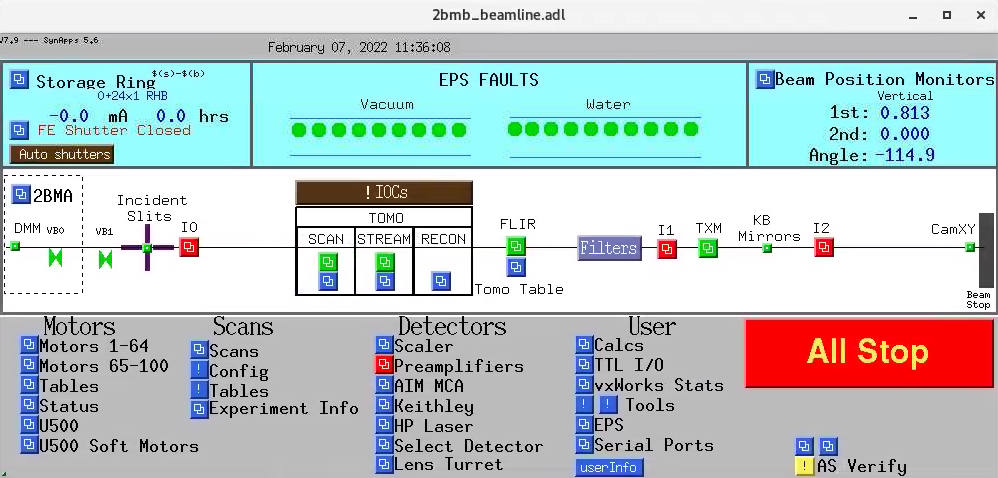 2bmb_beamline.adl
V7.9 --- SynApps 5.6
February 07, 2022 11:36:08
Storage Ring $(s)-$(b)
0+24x1 RHB
-0.0 mA 0.0 hrs
FE Shutter Closed
Auto shutters
EPS FAULTS
Vacuum Water
Beam Position Monitors
Vertical
1st: 0.813
2nd: 0.000
Angle: -114.9
2BMA
DMM VB0
VB1
Incident
Slits
IO
! IOCs
TOMO
SCAN STREAM RECON
FLIR
Tomo Table
Filters
I1
TXM
KB
Mirrors
I2
CamXY
Beam
Stop
Motors
Motors 1-64
Motors 65-100
Tables
Status
U500
U500 Soft Motors
Scans
Scans
! Config
! Tables
Experiment Info
Detectors
Scaler
Preamplifiers
AIM MCA
Keithley
HP Laser
Select Detector
Lens Turret
User
Calcs
TTL I/O
vxWorks Stats
! ! Tools
EPS
Serial Ports
userInfo
All Stop
! AS Verify